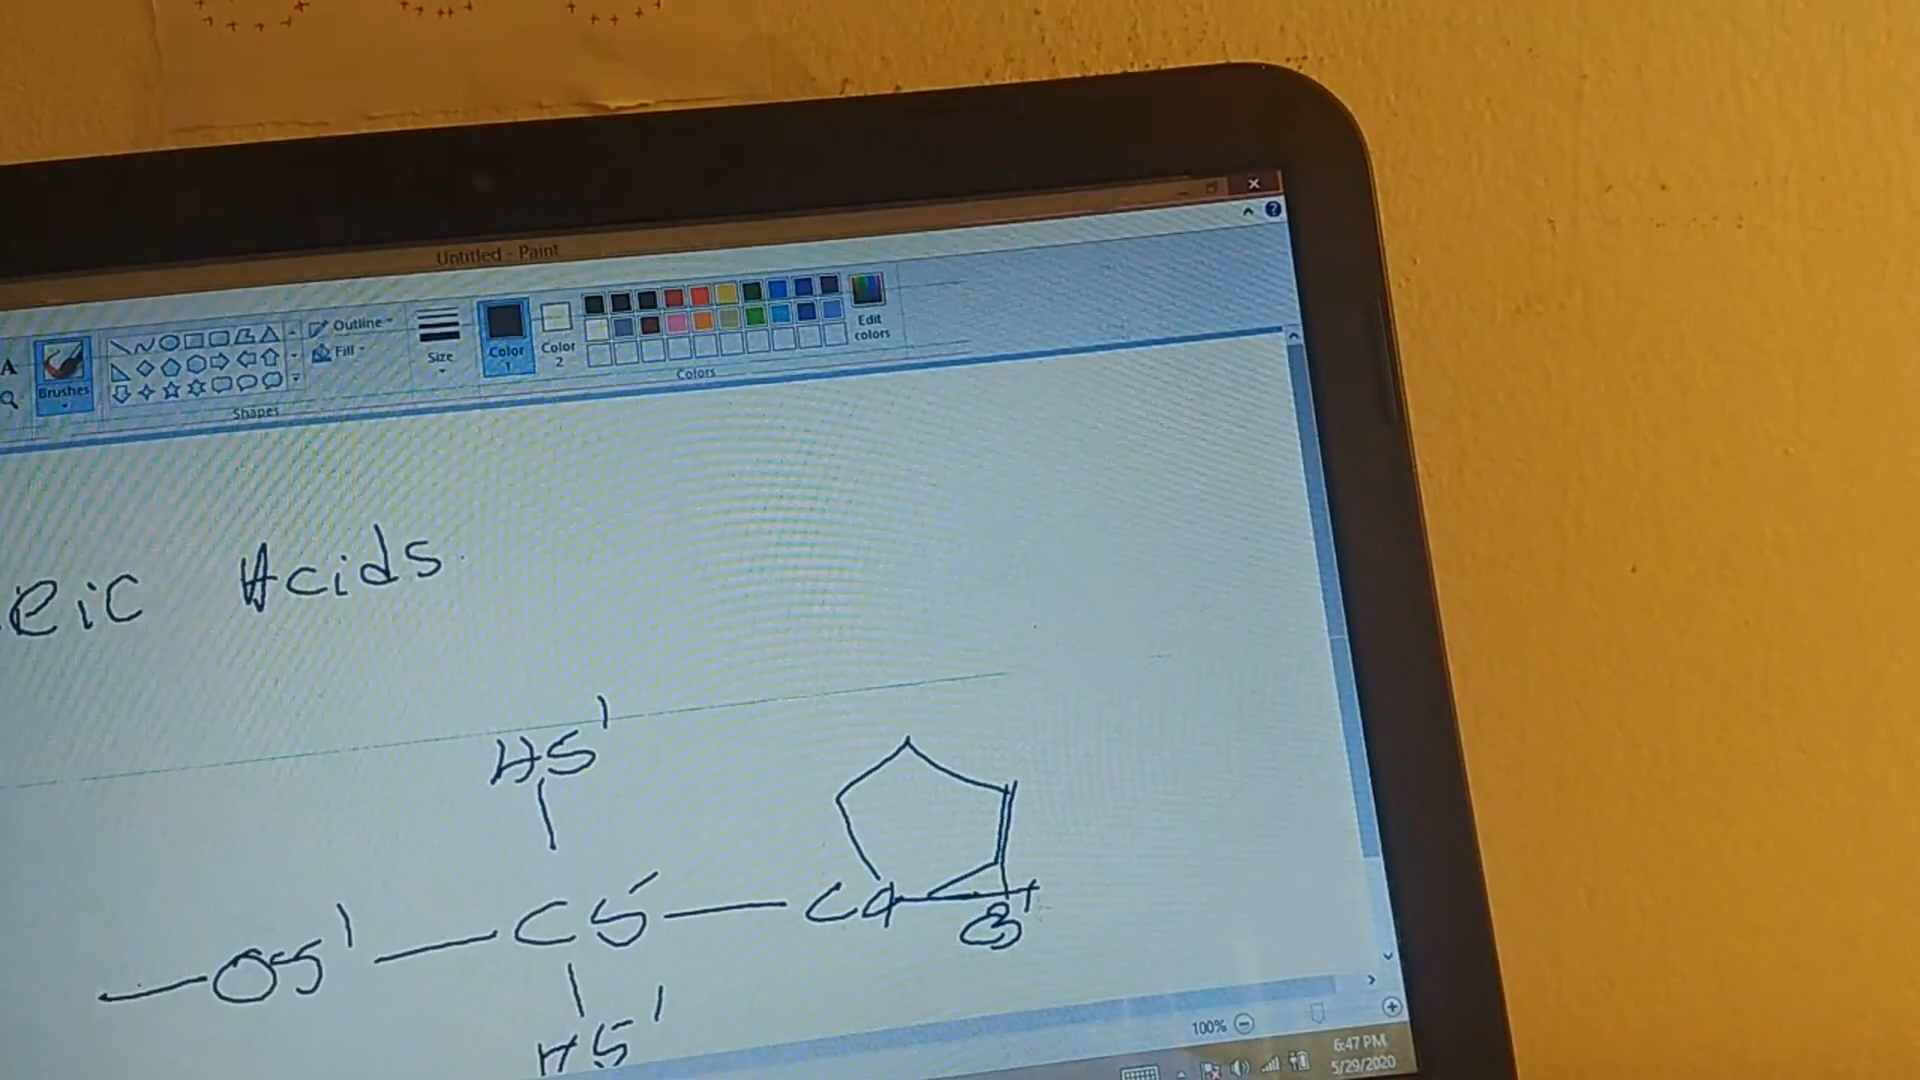 Untitled - Paint
A
Brushes
Outline
Fill
Shapes
Size
Color 1
Color 2
Edit colors
Colors
eic Acids
H5'
O5' C5' C4
3'
H5'
100%
6:47 PM
5/29/2020